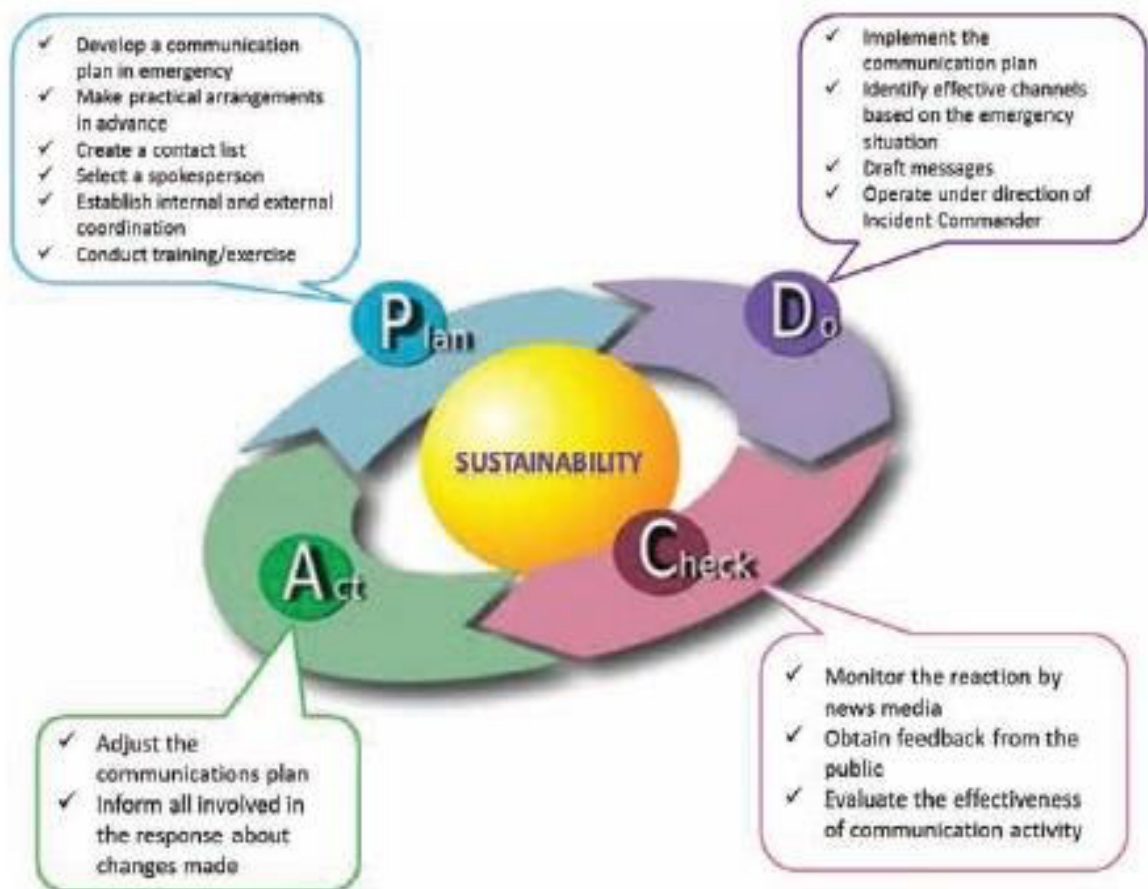 ✓ Develop a communication
plan in emergency
✓ Make practical arrangements
in advance
✓ Create a contact list
✓ Select a spokesperson
✓ Establish internal and external
coordination
✓ Conduct training/exercise
✓ Implement the
communication plan
✓ Identify effective channels
based on the emergency
situation
✓ Draft messages
✓ Operate under direction of
Incident Commander
Plan
Do
SUSTAINABILITY
Check
Act
✓ Monitor the reaction by
news media
✓ Obtain feedback from the
public
✓ Evaluate the effectiveness
of communication activity
✓ Adjust the
communications plan
✓ Inform all involved in
the response about
changes made